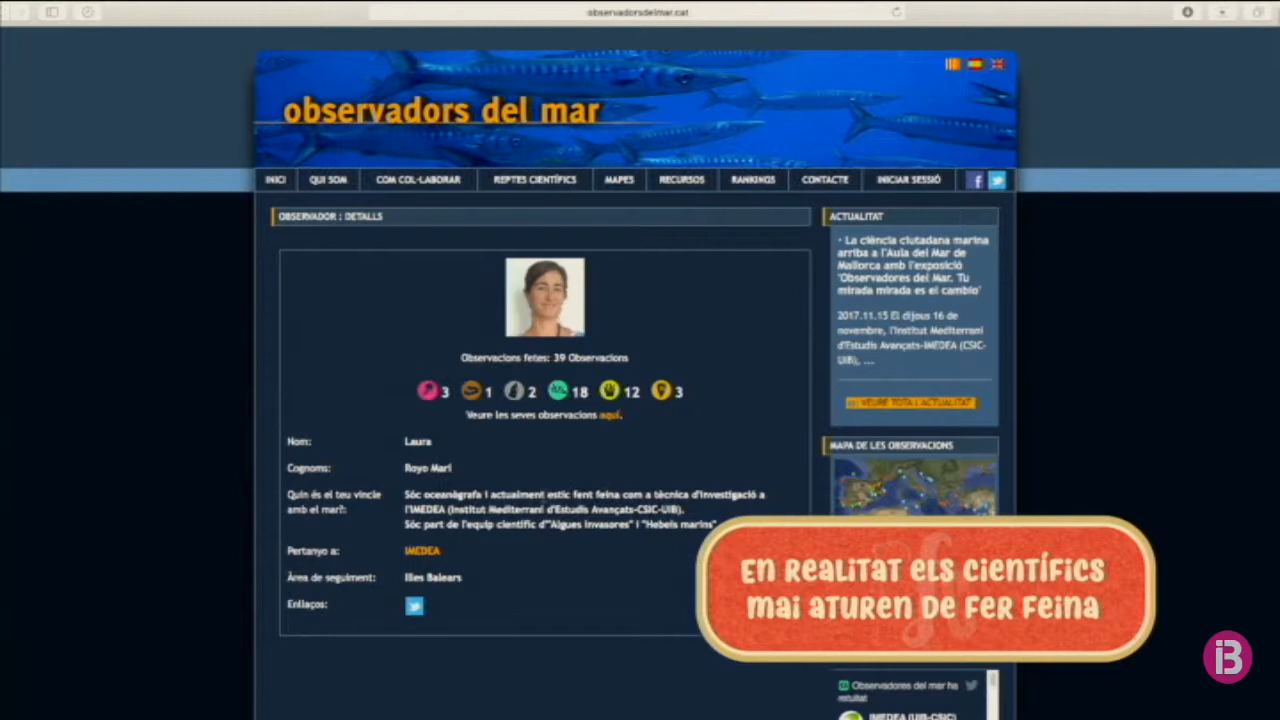 observadorsdelmar.cat
observadors del mar
INICI QUI SOM COM COL·LABORAR REPTES CIENTÍFICS MAPES RECURSOS RANKINGS CONTACTE INICIAR SESSIÓ
OBSERVADOR : DETALLS
Observacions fetes: 39 Observacions
3 1 2 18 12 3
Veure les seves observacions aquí.
Nom: Laura
Cognoms: Royo Marí
Quin és el teu vincle
amb el mar?:
Sóc oceanògrafa i actualment estic fent feina com a tècnica d'investigació a
l'IMEDEA (Institut Mediterrani d'Estudis Avançats-CSIC-UIB).
Sóc part de l'equip científic d'"Algues Invasores" i "Hebeis marins"
Pertanyo a: IMEDEA
Àrea de seguiment: Illes Balears
Enllaços:
ACTUALITAT
· La ciència ciutadana marina
arriba a l'Aula del Mar de
Mallorca amb l'exposició
'Observadores del Mar. Tu
mirada mirada es el cambio'
2017.11.15 El dijous 16 de
novembre, l'Institut Mediterrani
d'Estudis Avançats-IMEDEA (CSIC-
UIB), ...
VEURE TOTA L'ACTUALITAT
MAPA DE LES OBSERVACIONS
En realitat els científics
mai aturen de fer feina
Observadores del mar ha
retuitat
IMEDEA (UIB-CSIC)
iB3